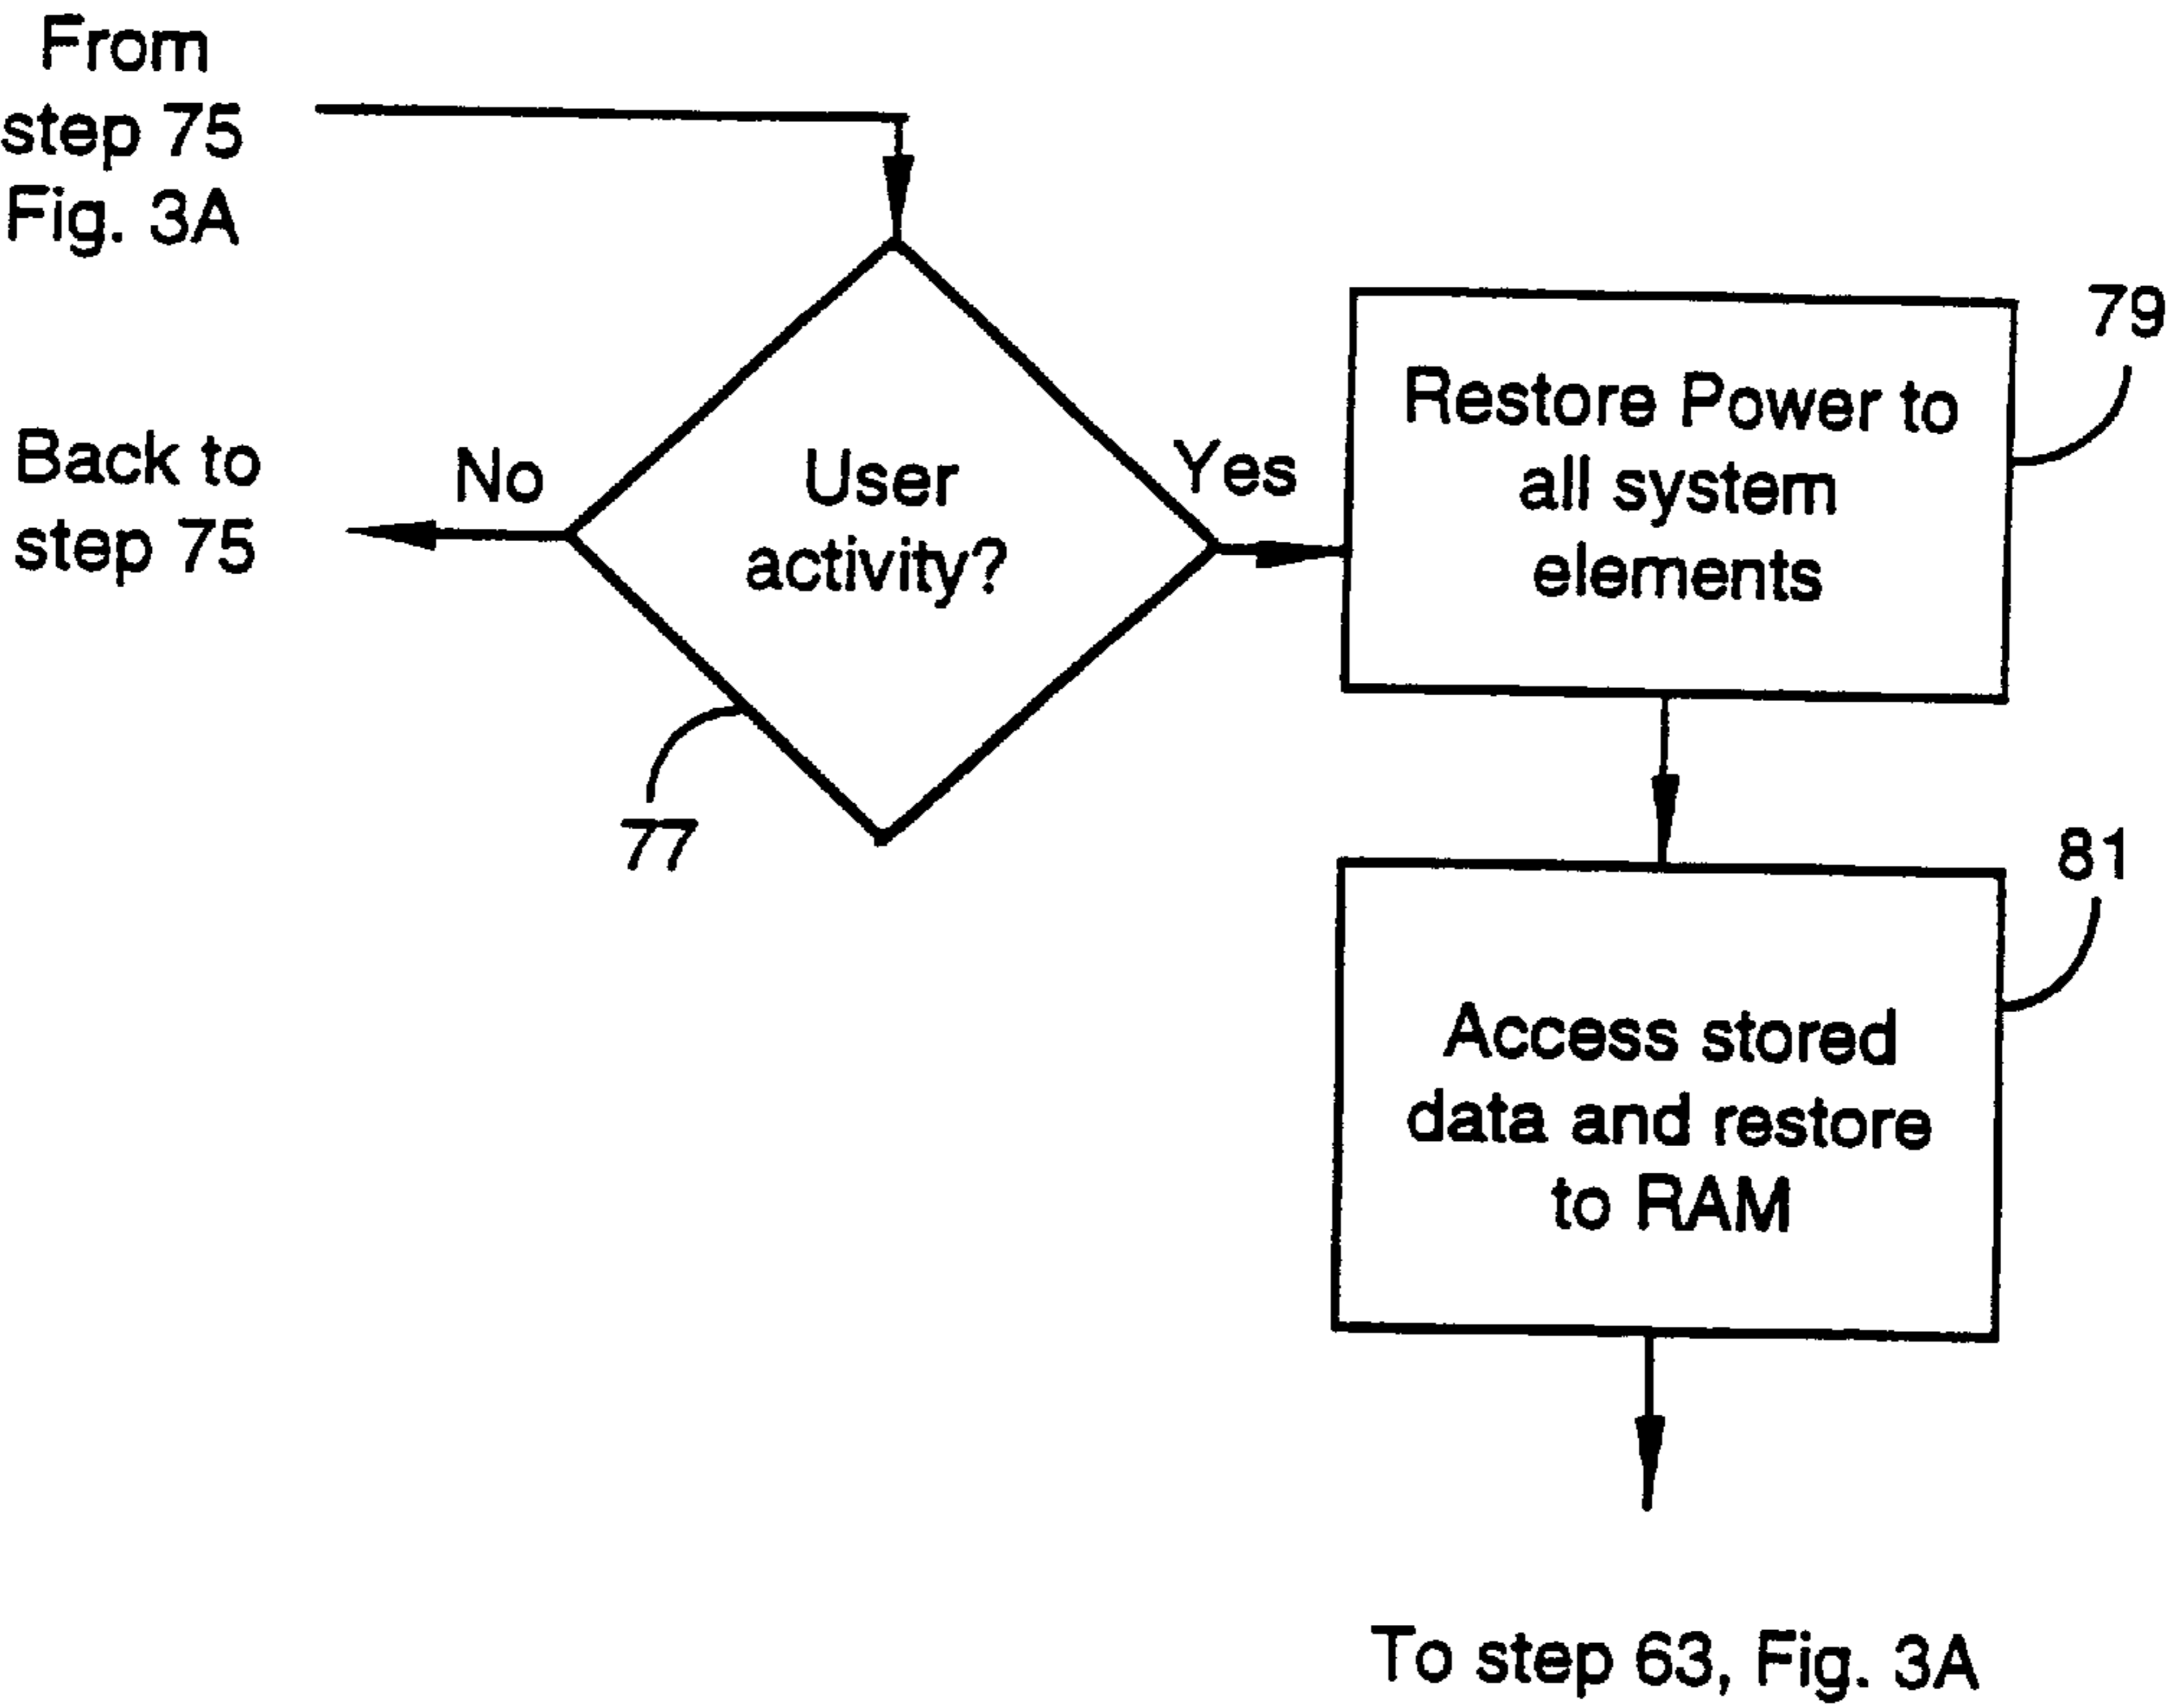 From
step 75
Fig. 3A
Back to
step 75
No
User
activity?
Yes
77
Restore Power to
all system
elements
79
Access stored
data and restore
to RAM
81
To step 63, Fig. 3A